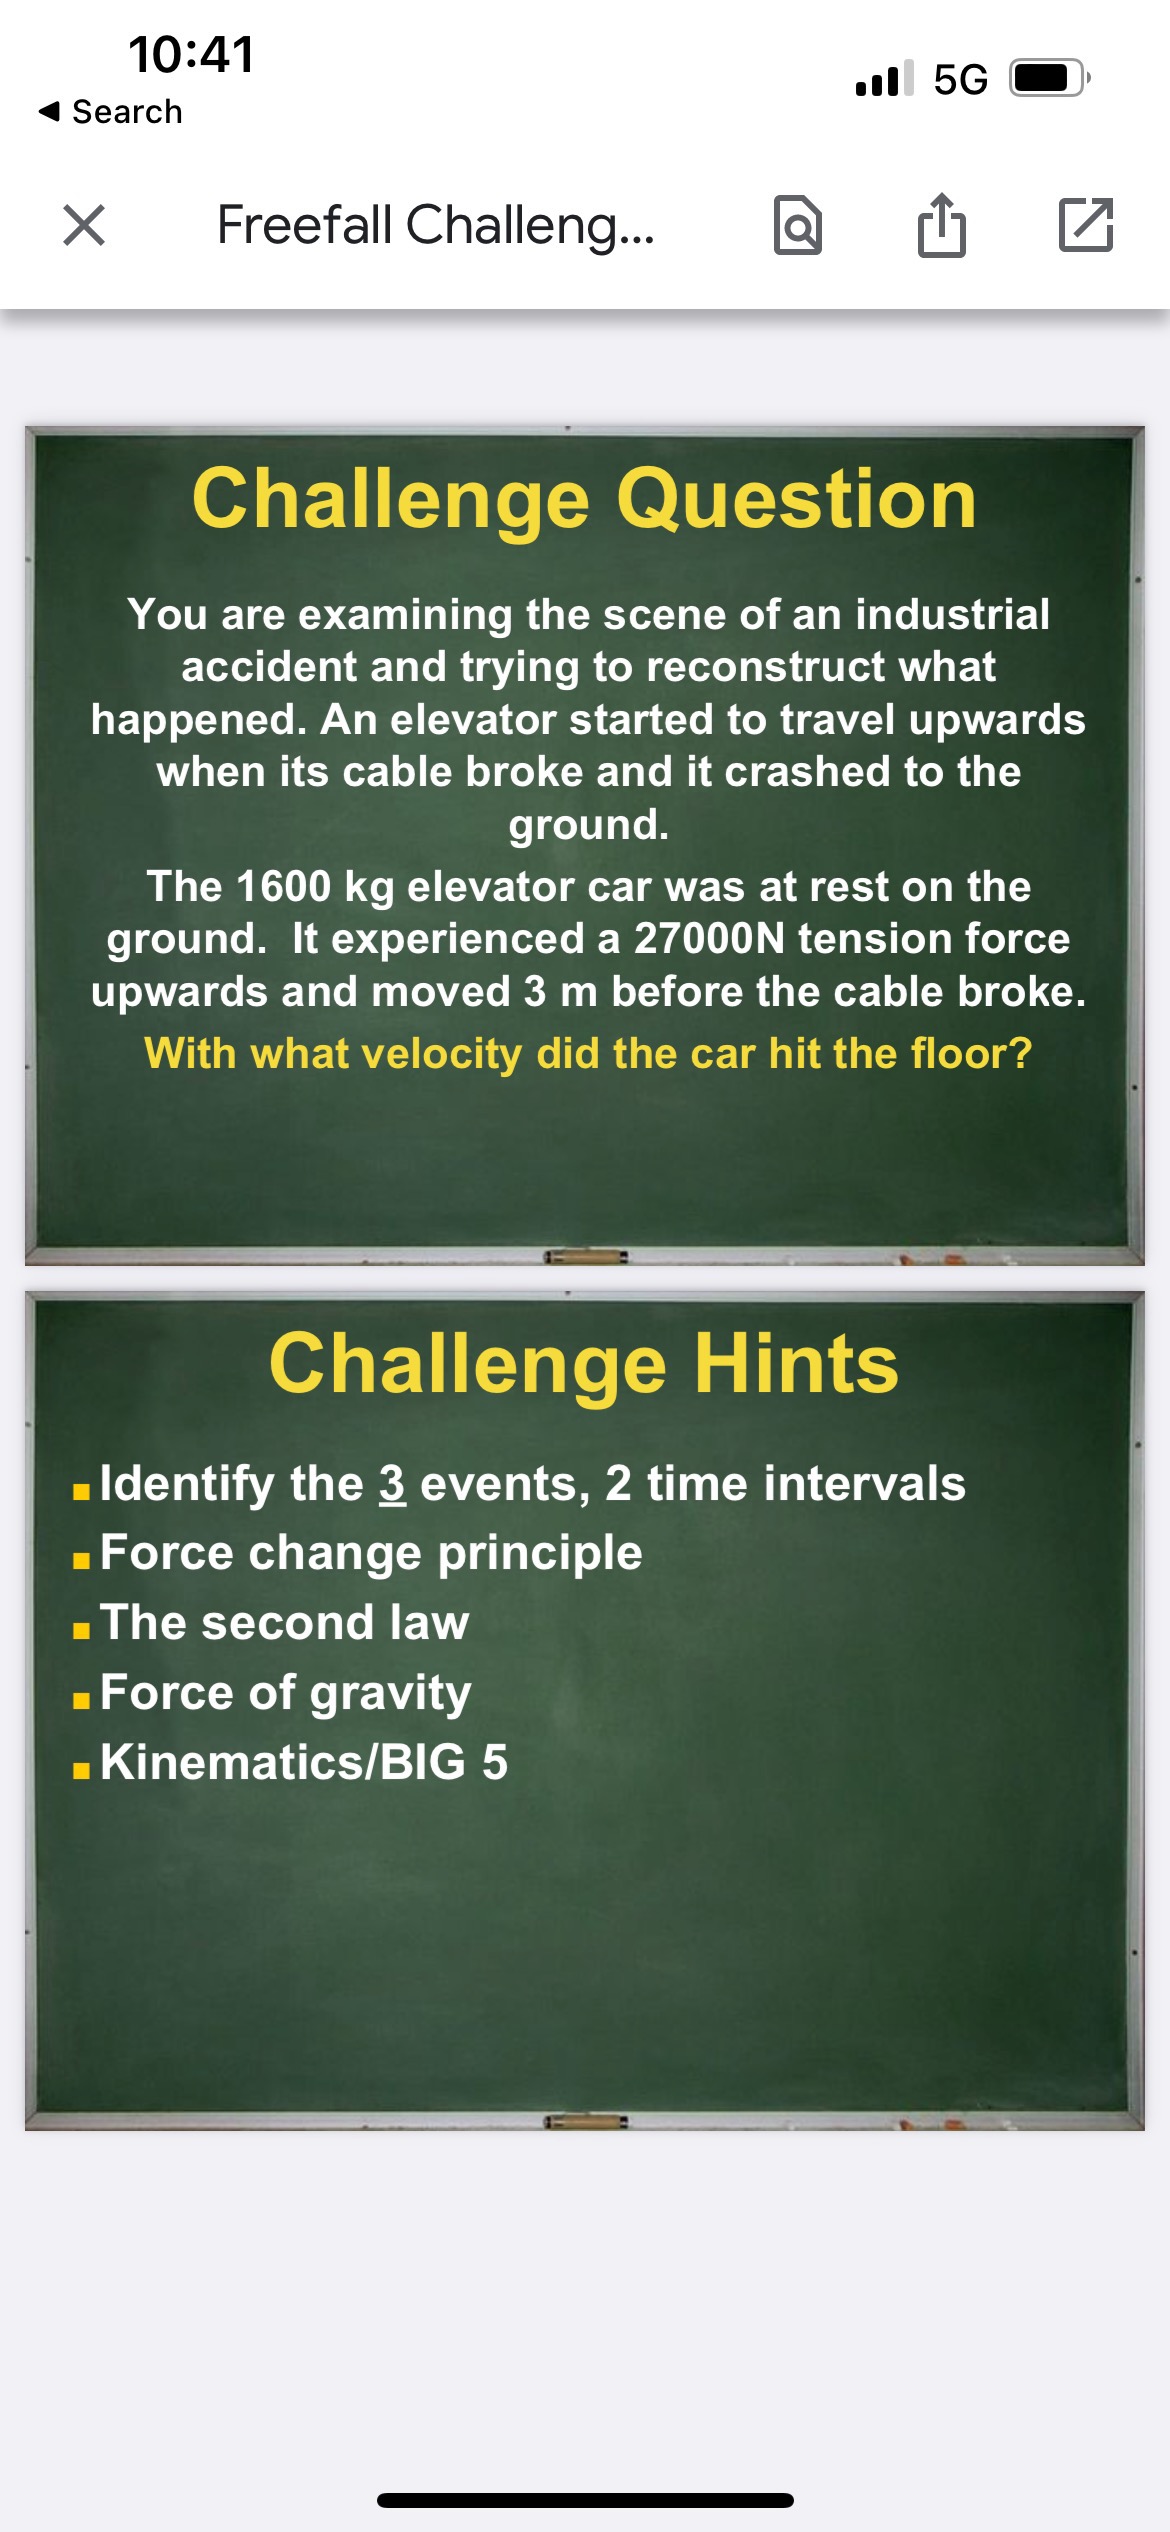 10:41
Search
5G
Freefall Challeng...
Challenge Question
You are examining the scene of an industrial
accident and trying to reconstruct what
happened. An elevator started to travel upwards
when its cable broke and it crashed to the
ground.
The 1600 kg elevator car was at rest on the
ground.  It experienced a 27000N tension force
upwards and moved 3 m before the cable broke.
With what velocity did the car hit the floor?
Challenge Hints
Identify the 3 events, 2 time intervals
Force change principle
The second law
Force of gravity
Kinematics/BIG 5